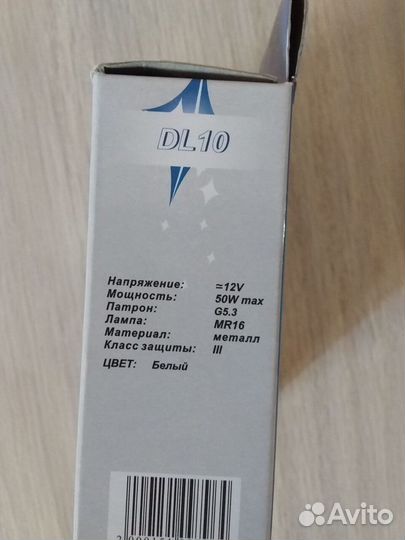 DL10
Напряжение: ≃12V
Мощность: 50W max
Патрон: G5.3
Лампа: MR16
Материал: металл
Класс защиты: III
ЦВЕТ: Белый
Avito